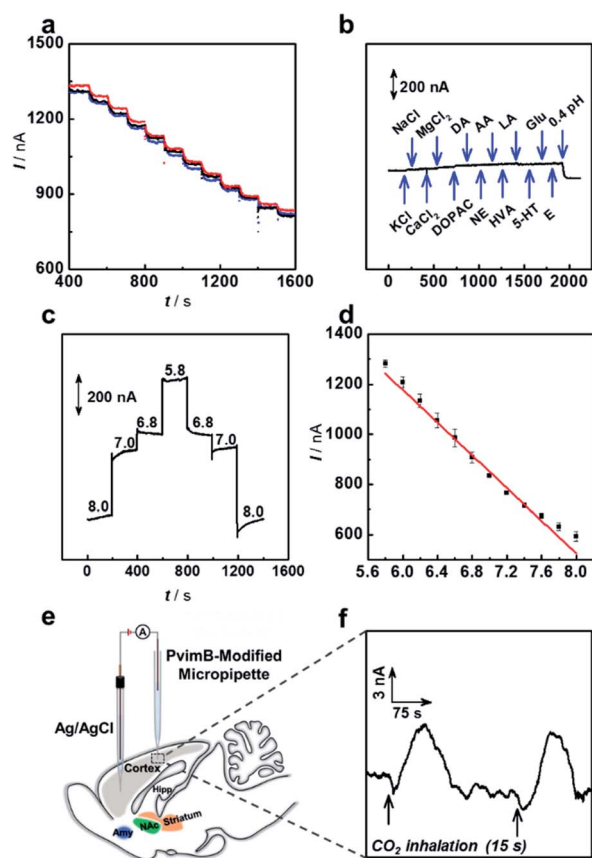 a
1500
1200
900
600
I / nA
400 600 800 1000 1200 1400 1600
t / s
b
200 nA
NaCl MgCl2 DA AA LA Glu 0.4 pH
KCl CaCl2 DOPAC NE HVA 5-HT E
0 500 1000 1500 2000
t / s
c
200 nA
5.8
6.8 6.8
7.0 7.0
8.0 8.0
0 400 800 1200 1600
t / s
d
1400
1200
1000
800
600
I / nA
5.6 6.0 6.4 6.8 7.2 7.6 8.0
e
A
PvimB-Modified
Micropipette
Ag/AgCl
Cortex
Hipp
Striatum
NAc
Amy
f
3 nA
75 s
CO2 inhalation (15 s)